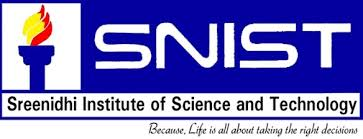 SNIST
Sreenidhi Institute of Science and Technology
Because, Life is all about taking the right decisions